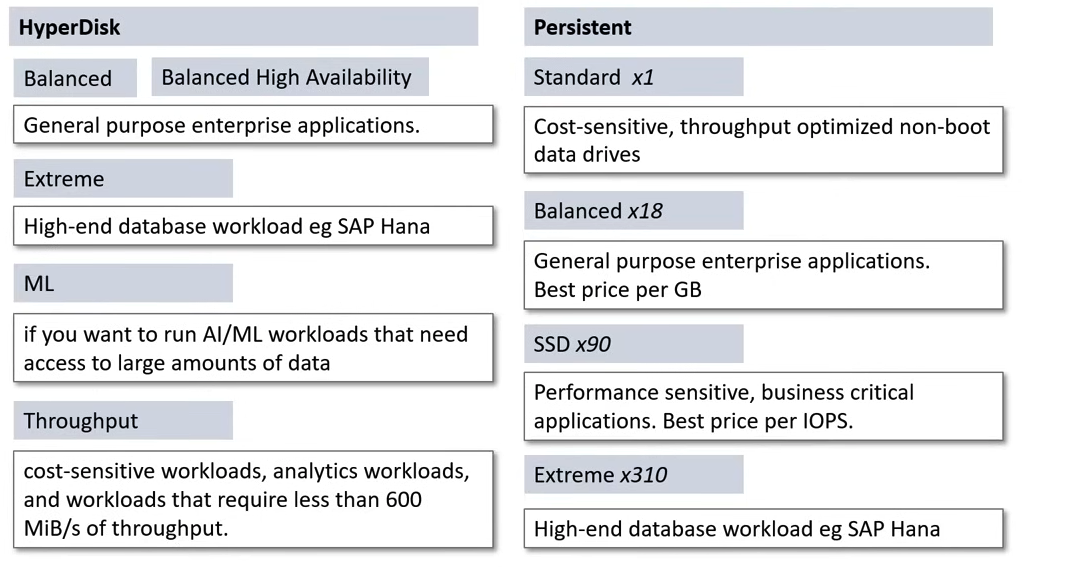 HyperDisk
Balanced
Balanced High Availability
General purpose enterprise applications.
Extreme
High-end database workload eg SAP Hana
ML
if you want to run AI/ML workloads that need
access to large amounts of data
Throughput
cost-sensitive workloads, analytics workloads,
and workloads that require less than 600
MiB/s of throughput.
Persistent
Standard x1
Cost-sensitive, throughput optimized non-boot
data drives
Balanced x18
General purpose enterprise applications.
Best price per GB
SSD x90
Performance sensitive, business critical
applications. Best price per IOPS.
Extreme x310
High-end database workload eg SAP Hana